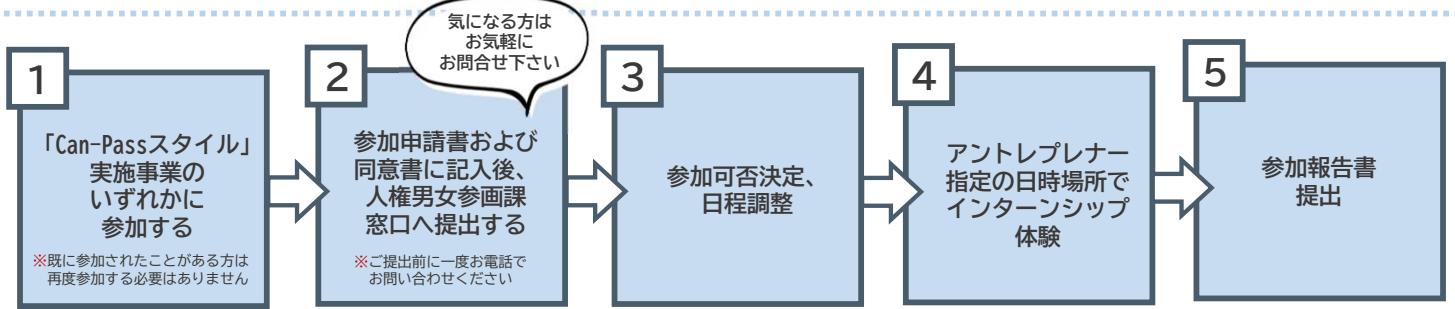 気になる方は
お気軽に
お問合せ下さい
1
「Can-Passスタイル」
実施事業の
いずれかに
参加する
※既に参加されたことがある方は
再度参加する必要はありません
2
参加申請書および
同意書に記入後、
人権男女参画課
窓口へ提出する
※ご提出前に一度お電話で
お問い合わせください
3
参加可否決定、
日程調整
4
アントレプレナー
指定の日時場所で
インターンシップ
体験
5
参加報告書
提出